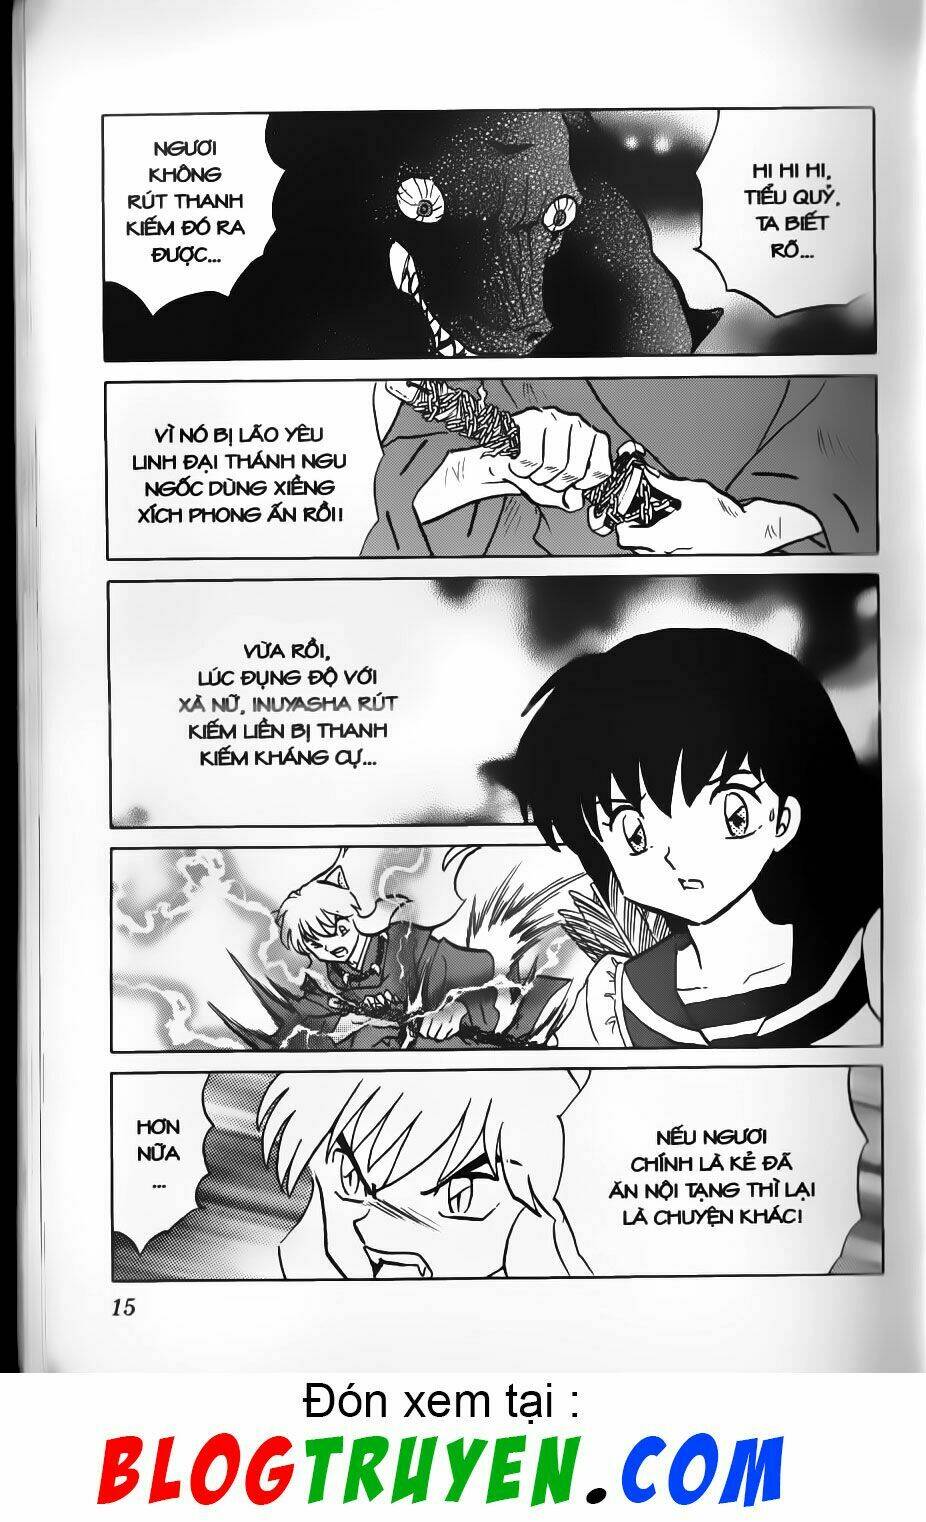 HI HI HI,
TIỂU QUỶ,
TA BIẾT
RÕ...
NGƯƠI
KHÔNG
RÚT THANH
KIẾM ĐÓ RA
ĐƯỢC...
VÌ NÓ BỊ LÃO YÊU
LINH ĐẠI THÁNH NGU
NGỐC DÙNG XIỀNG
XÍCH PHONG ẤN RỒI!
VỪA RỒI,
LÚC ĐỤNG ĐỘ VỚI
XÀ NỮ, INUYASHA RÚT
KIẾM LIỀN BỊ THANH
KIẾM KHÁNG CỰ...
NẾU NGƯƠI
CHÍNH LÀ KẺ ĐÃ
ĂN NỘI TẠNG THÌ LẠI
LÀ CHUYỆN KHÁC!
HƠN
NỮA
...
15
Đón xem tại :
BLOGTRUYEN.COM